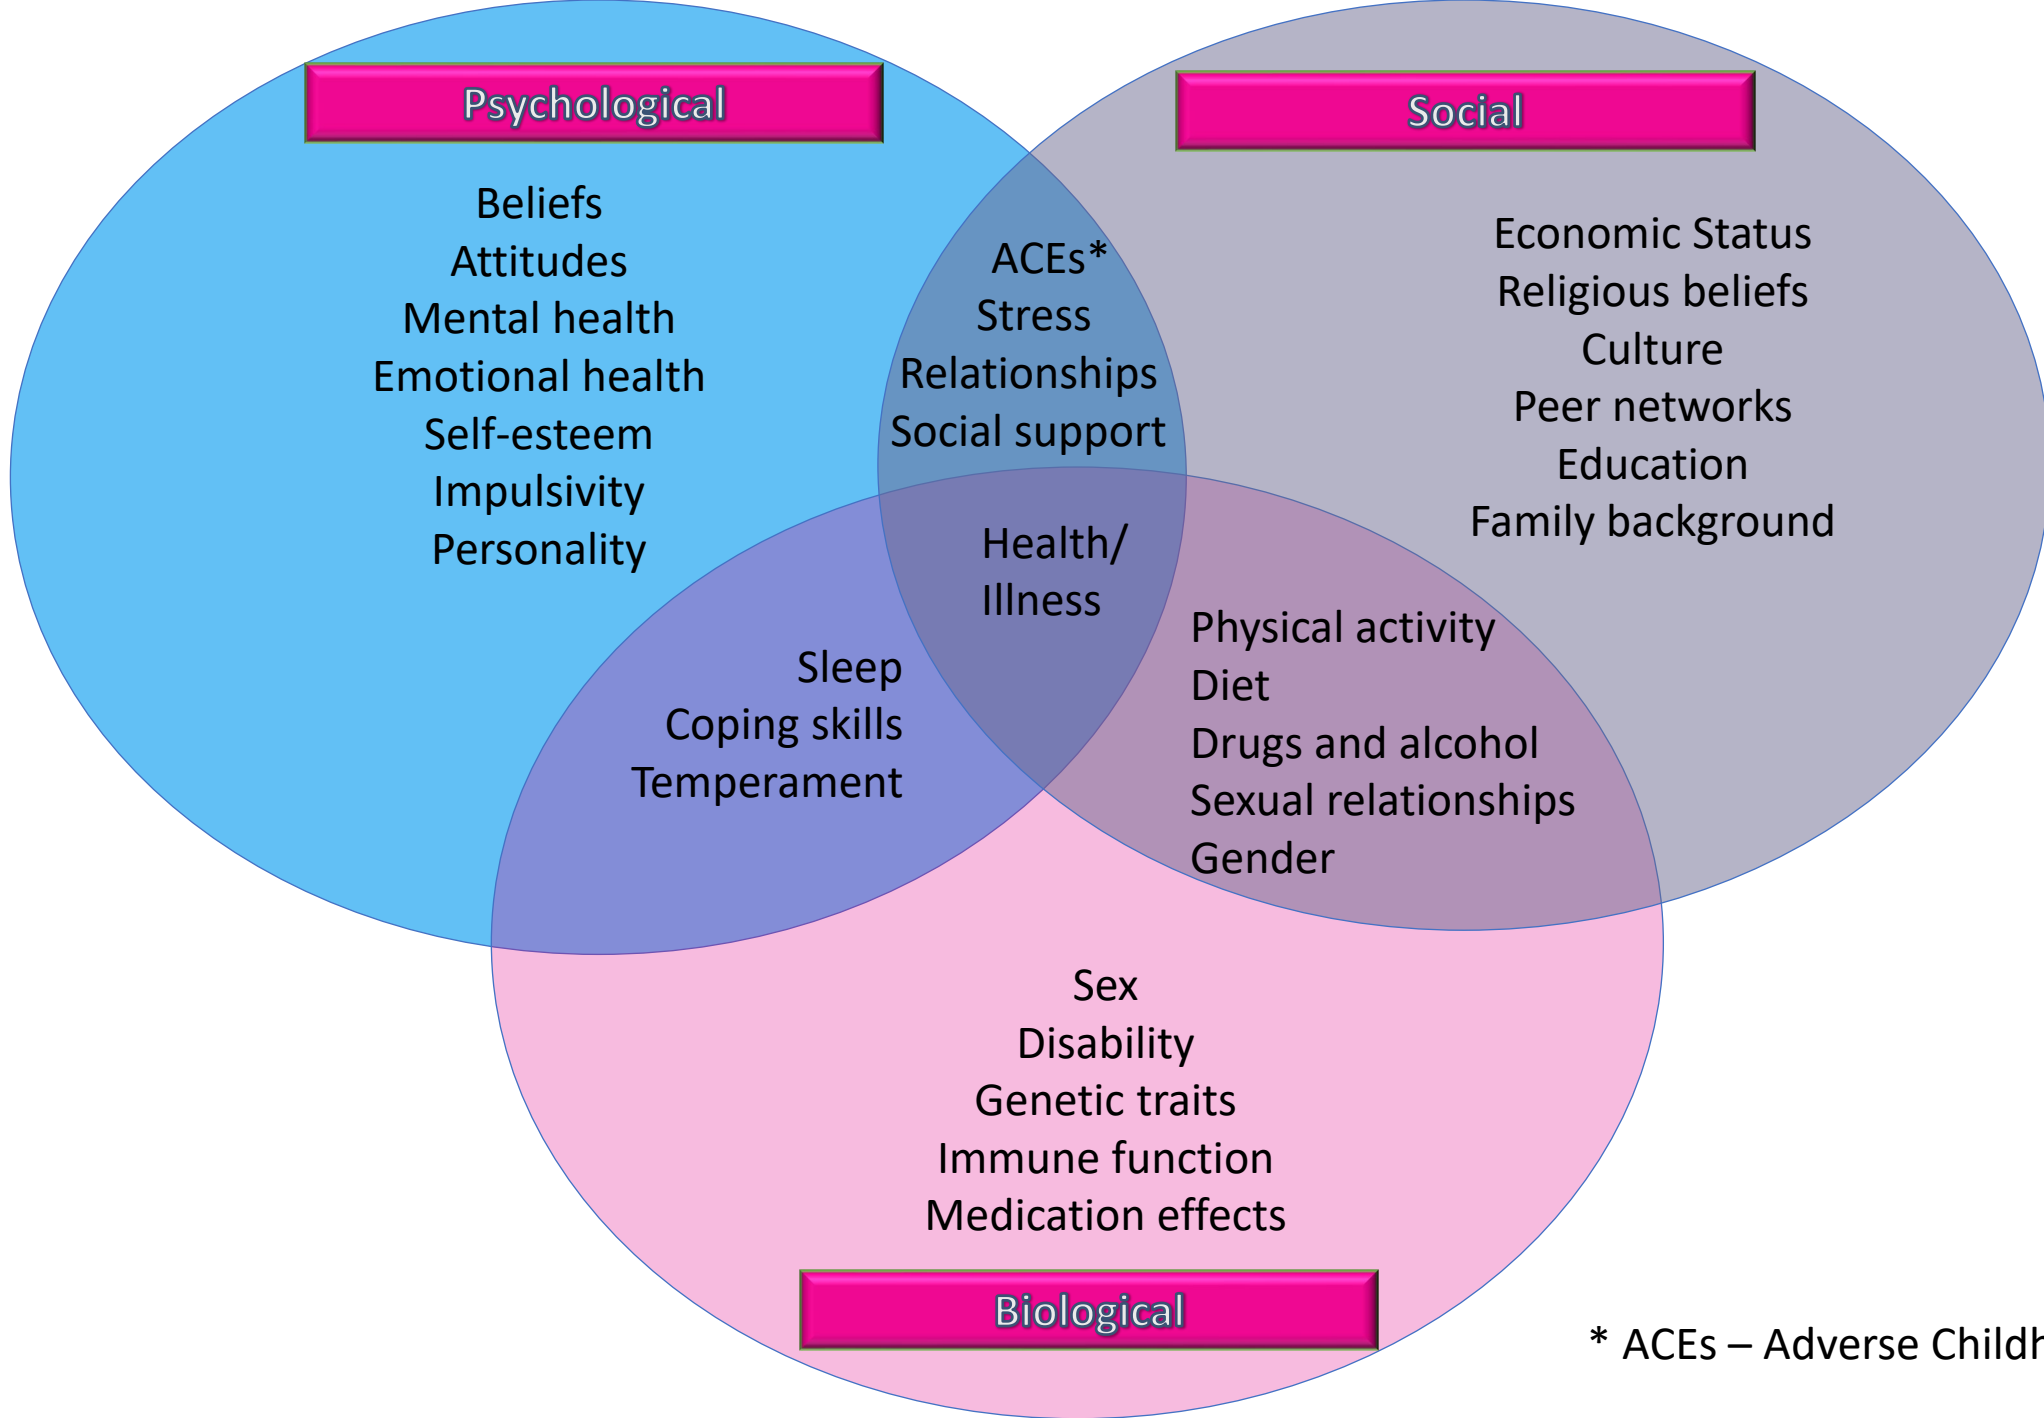 Psychological
Beliefs
Attitudes
Mental health
Emotional health
Self-esteem
Impulsivity
Personality
Social
Economic Status
Religious beliefs
Culture
Peer networks
Education
Family background
ACEs*
Stress
Relationships
Social support
Health/
Illness
Sleep
Coping skills
Temperament
Physical activity
Diet
Drugs and alcohol
Sexual relationships
Gender
Sex
Disability
Genetic traits
Immune function
Medication effects
Biological
* ACEs – Adverse